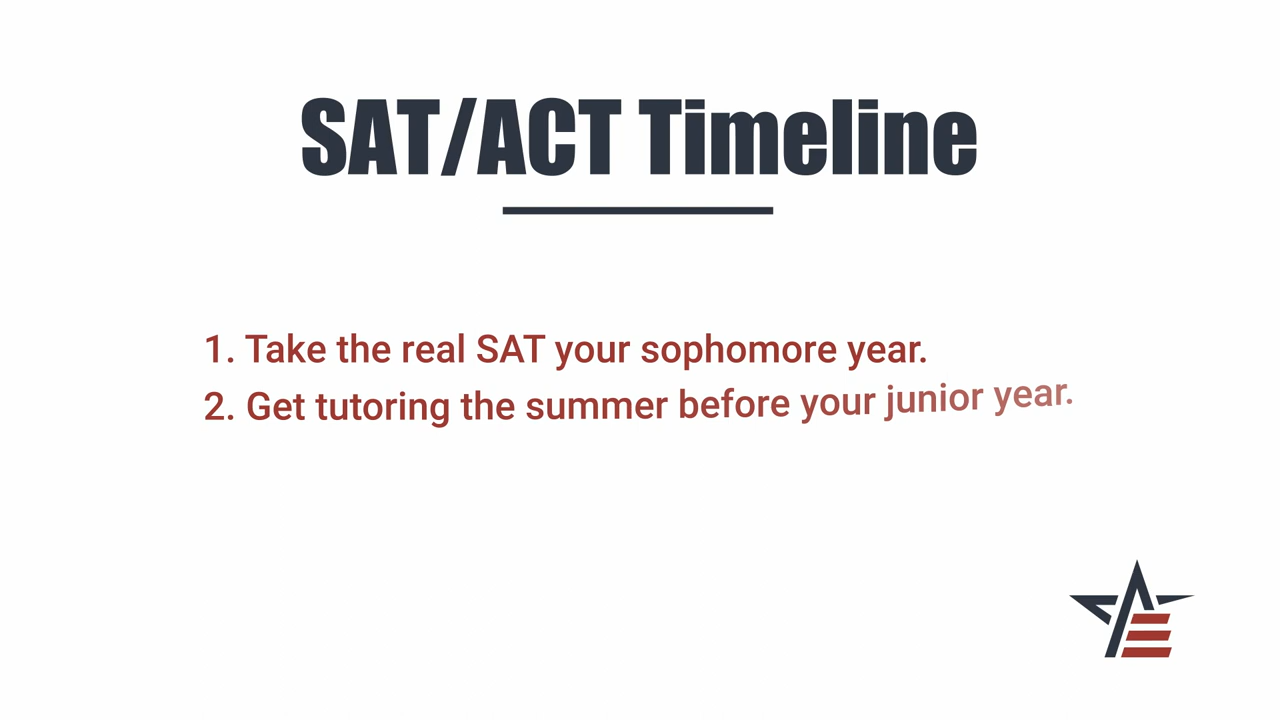 SAT/ACT Timeline
1. Take the real SAT your sophomore year.
2. Get tutoring the summer before your junior year.